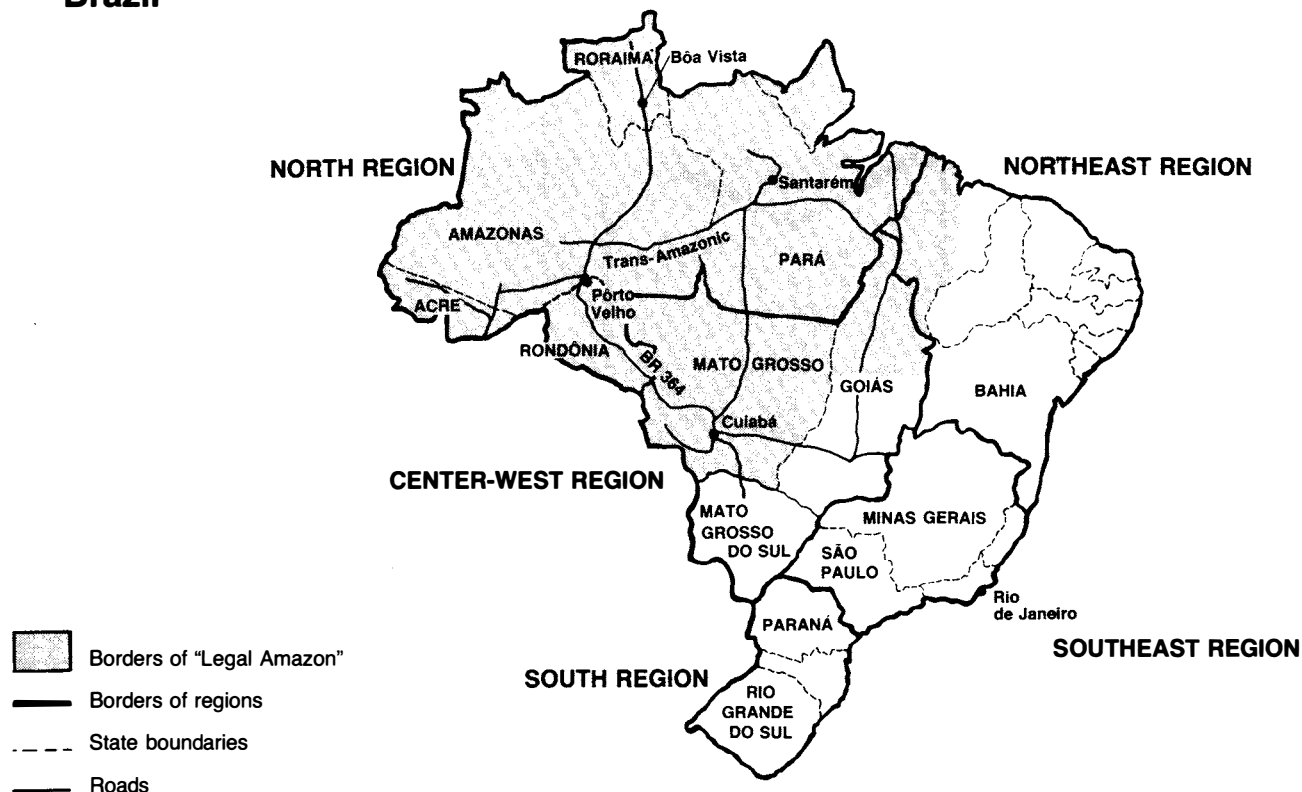 Brazil
RORAIMA
Bôa Vista
NORTH REGION
NORTHEAST REGION
Santarém
AMAZONAS
Trans-Amazonic
PARÁ
ACRE
Pôrto
Velho
RONDÔNIA
BR 364
MATO GROSSO
GOIÁS
BAHIA
Cuiabá
CENTER-WEST REGION
MATO
GROSSO
DO SUL
MINAS GERAIS
SÃO
PAULO
Rio
de Janeiro
PARANÁ
SOUTHEAST REGION
SOUTH REGION
RIO
GRANDE
DO SUL
Borders of “Legal Amazon”
Borders of regions
State boundaries
Roads